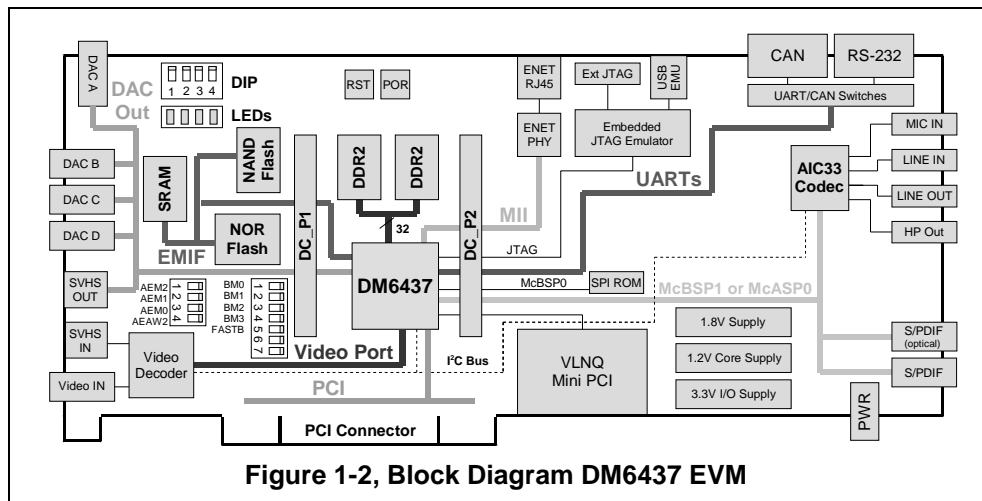 DAC A
DAC
Out
1 2 3 4
DIP
LEDs
RST
POR
ENET
RJ45
Ext JTAG
USB
EMU
CAN
RS-232
UART/CAN Switches
ENET
PHY
Embedded
JTAG Emulator
MIC IN
LINE IN
LINE OUT
HP Out
AIC33
Codec
DAC B
DAC C
DAC D
SRAM
NAND
Flash
NOR
Flash
EMIF
DC_P1
DDR2
DDR2
32
DC_P2
MII
UARTs
JTAG
DM6437
McBSP0
SPI ROM
McBSP1 or McASP0
SVHS
OUT
SVHS
IN
Video IN
AEM2
AEM1
AEM0
AEAW2
1
2
3
4
BM0
BM1
BM2
BM3
FASTB
1
2
3
4
5
6
7
Video
Decoder
Video Port
I²C Bus
PCI
VLNQ
Mini PCI
1.8V Supply
1.2V Core Supply
3.3V I/O Supply
S/PDIF
(optical)
S/PDIF
PWR
PCI Connector
Figure 1-2, Block Diagram DM6437 EVM